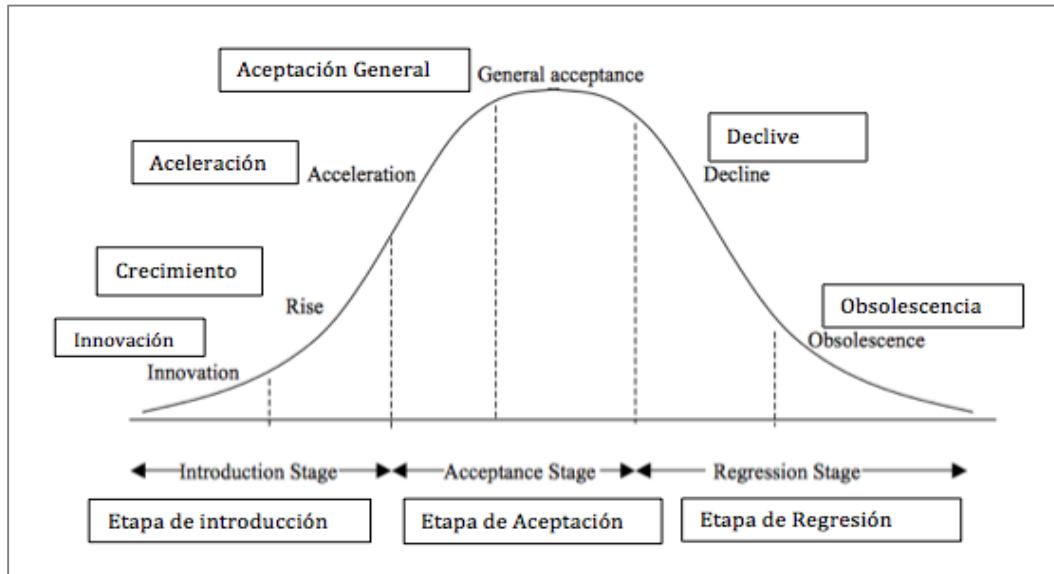 Aceptación General
General acceptance
Declive
Aceleración
Acceleration
Decline
Crecimiento
Rise
Obsolescencia
Innovación
Obsolescence
Innovation
Introduction Stage
Acceptance Stage
Regression Stage
Etapa de introducción
Etapa de Aceptación
Etapa de Regresión